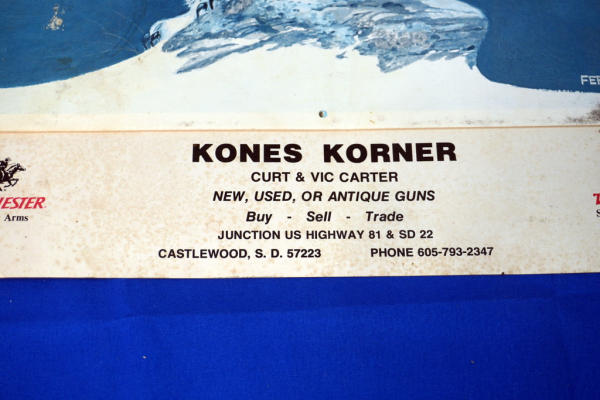 KONES KORNER
CURT & VIC CARTER
NEW, USED, OR ANTIQUE GUNS
Buy - Sell - Trade
JUNCTION US HIGHWAY 81 & SD 22
CASTLEWOOD, S. D. 57223 PHONE 605-793-2347
Arms